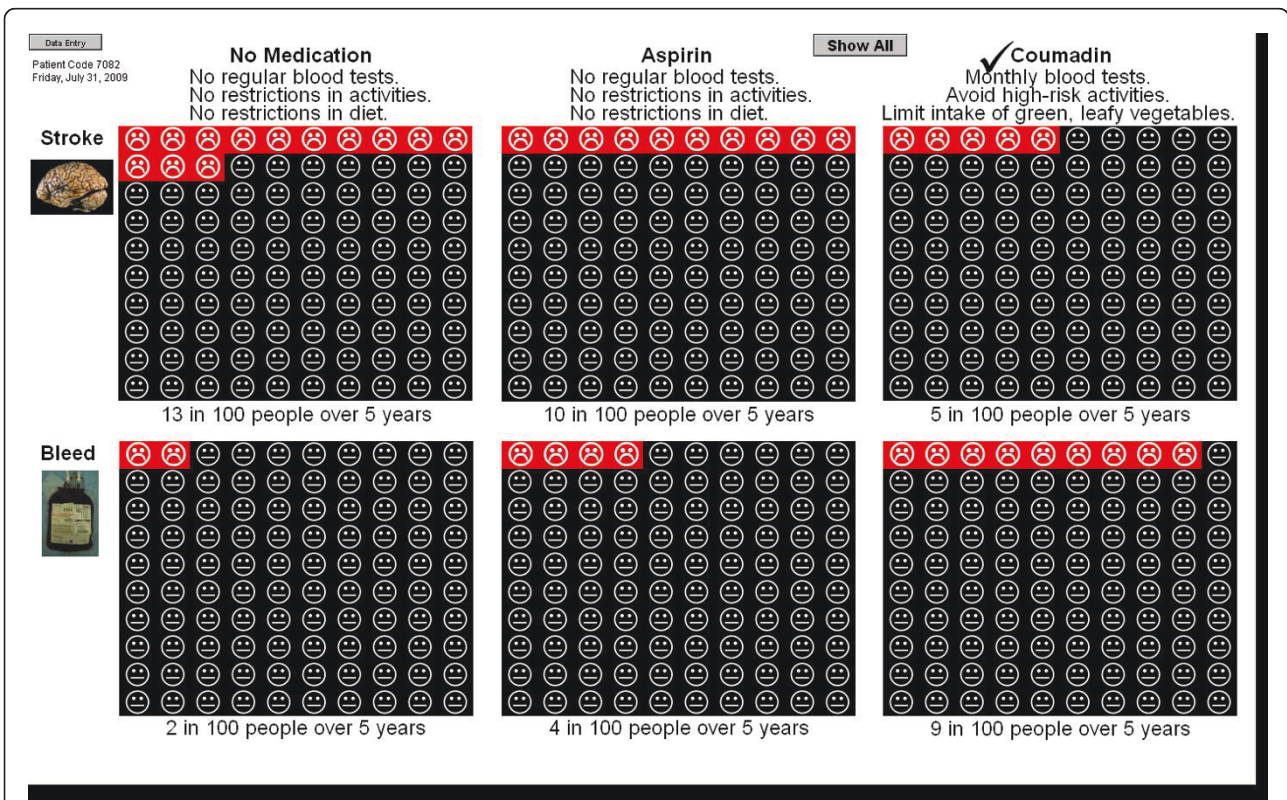 Data Entry
Patient Code 7082
Friday, July 31, 2009
Show All
No Medication
No regular blood tests.
No restrictions in activities.
No restrictions in diet.
Aspirin
No regular blood tests.
No restrictions in activities.
No restrictions in diet.
Coumadin
Monthly blood tests.
Avoid high-risk activities.
Limit intake of green, leafy vegetables.
Stroke
13 in 100 people over 5 years
10 in 100 people over 5 years
5 in 100 people over 5 years
Bleed
2 in 100 people over 5 years
4 in 100 people over 5 years
9 in 100 people over 5 years